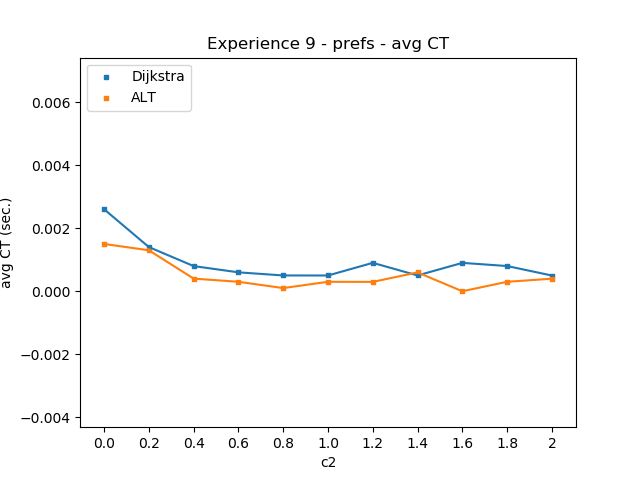 Experience 9 - prefs - avg CT
Dijkstra
ALT
avg CT (sec.)
0.006
0.004
0.002
0.000
−0.002
−0.004
0.0 0.2 0.4 0.6 0.8 1.0 1.2 1.4 1.6 1.8 2
c2